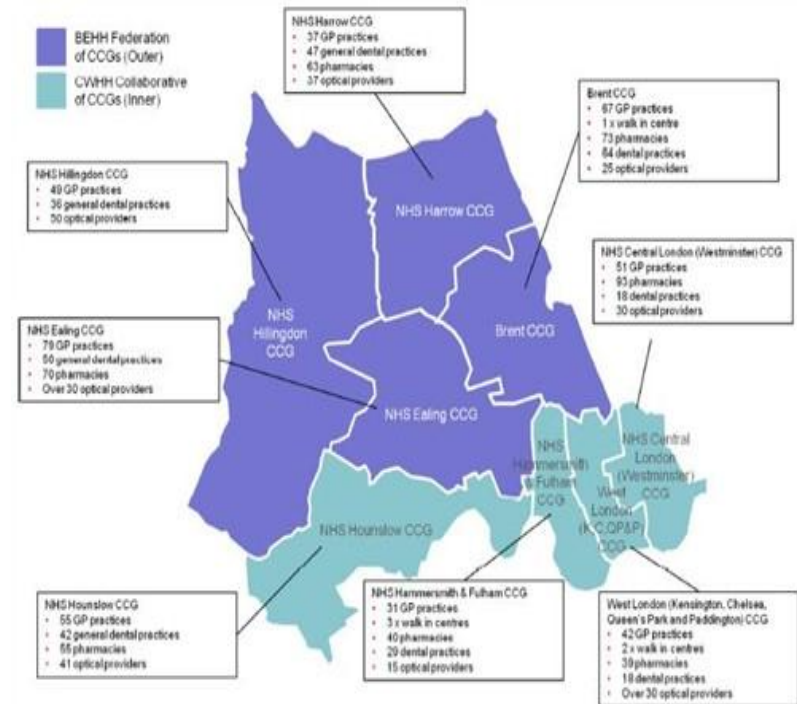 BEHH Federation
of CCGs (Outer)
CWHH Collaborative
of CCGs (Inner)
NHS Harrow CCG
• 37 GP practices
• 47 general dental practices
• 63 pharmacies
• 37 optical providers
Brent CCG
• 67 GP practices
• 1 x walk in centre
• 73 pharmacies
• 64 dental practices
• 25 optical providers
NHS Hillingdon CCG
• 49 GP practices
• 36 general dental practices
• 50 optical providers
NHS Central London (Westminster) CCG
• 51 GP practices
• 93 pharmacies
• 18 dental practices
• 30 optical providers
NHS Ealing CCG
• 79 GP practices
• 50 general dental practices
• 70 pharmacies
• Over 30 optical providers
NHS Harrow CCG
NHS
Hillingdon
CCG
Brent CCG
NHS Ealing CCG
NHS
Hammersmith
& Fulham
CCG
NHS Central
London
(Westminster)
CCG
West
London
(K,C,QP&P)
CCG
NHS Hounslow CCG
NHS Hounslow CCG
• 55 GP practices
• 42 general dental practices
• 55 pharmacies
• 41 optical providers
NHS Hammersmith & Fulham CCG
• 31 GP practices
• 3 x walk in centres
• 40 pharmacies
• 29 dental practices
• 15 optical providers
West London (Kensington, Chelsea,
Queen's Park and Paddington) CCG
• 42 GP practices
• 2 x walk in centres
• 39 pharmacies
• 18 dental practices
• Over 30 optical providers